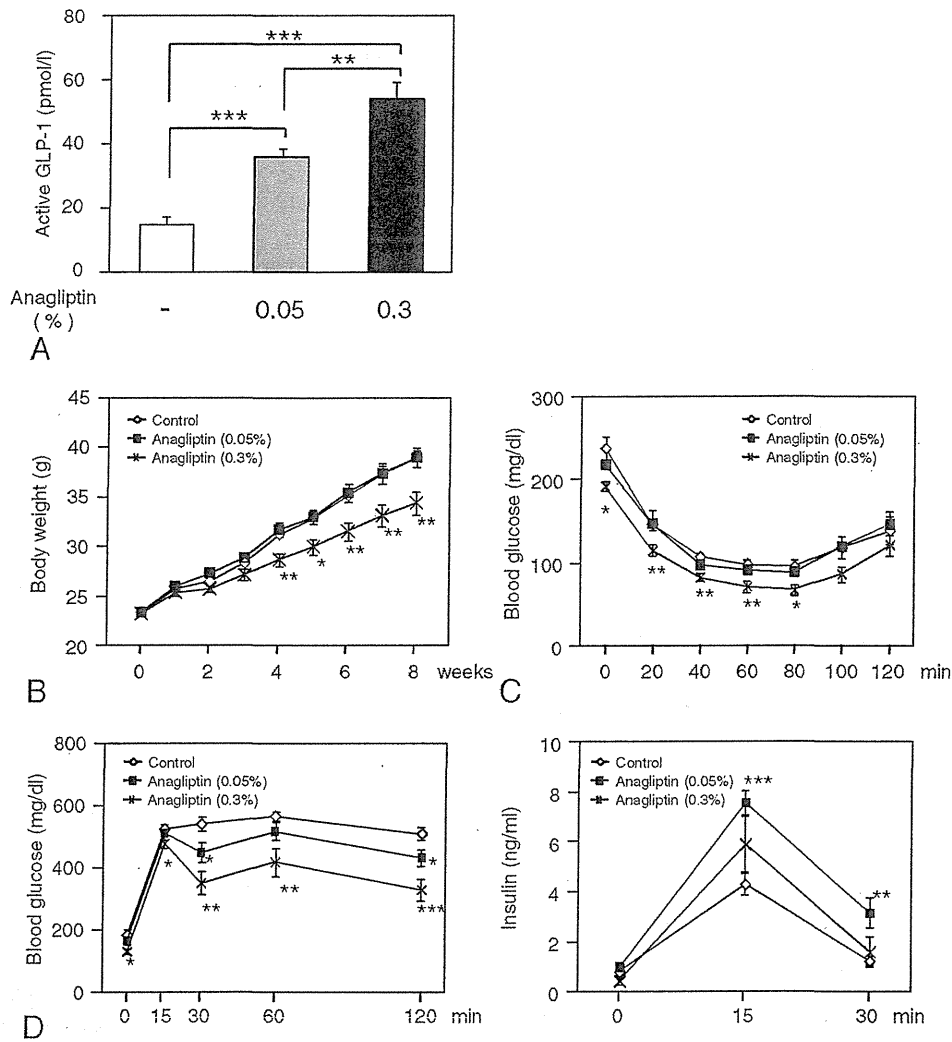 80
60
40
20
0
Active GLP-1 (pmol/l)
***
**
***
Anagliptin
(%)
- 0.05 0.3
A
45
40
35
30
25
20
Body weight (g)
Control
Anagliptin (0.05%)
Anagliptin (0.3%)
** * ** ** **
0 2 4 6 8 weeks
B
300
200
100
0
Blood glucose (mg/dl)
Control
Anagliptin (0.05%)
Anagliptin (0.3%)
* ** ** ** *
0 20 40 60 80 100 120 min
C
800
600
400
200
0
Blood glucose (mg/dl)
Control
Anagliptin (0.05%)
Anagliptin (0.3%)
* * * ** ** * ***
0 15 30 60 120 min
D
10
8
6
4
2
0
Insulin (ng/ml)
Control
Anagliptin (0.05%)
Anagliptin (0.3%)
***
**
0 15 30 min